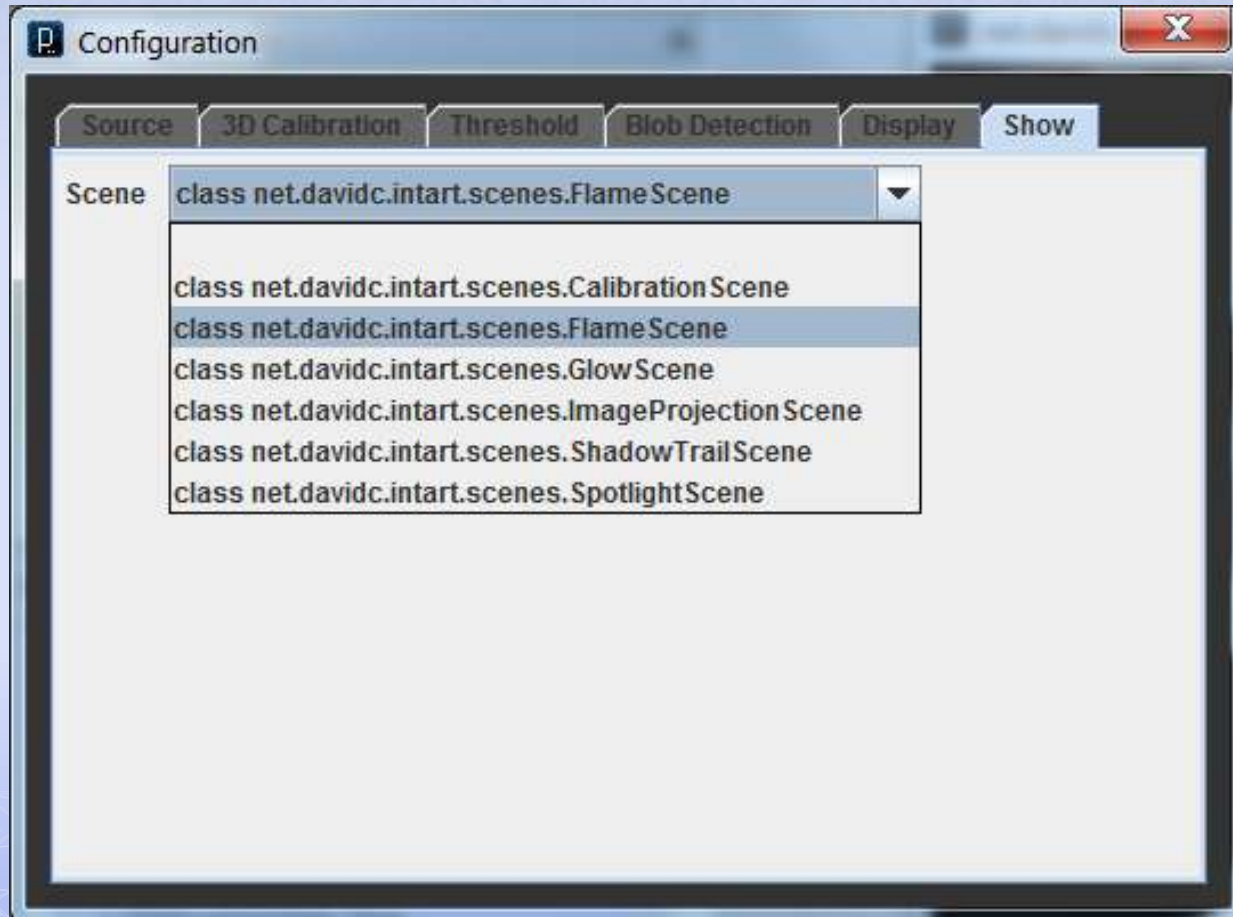 Configuration
Source 3D Calibration Threshold Blob Detection Display Show
Scene class net.davidc.intart.scenes.FlameScene
class net.davidc.intart.scenes.CalibrationScene
class net.davidc.intart.scenes.FlameScene
class net.davidc.intart.scenes.GlowScene
class net.davidc.intart.scenes.ImageProjectionScene
class net.davidc.intart.scenes.ShadowTrailScene
class net.davidc.intart.scenes.SpotlightScene